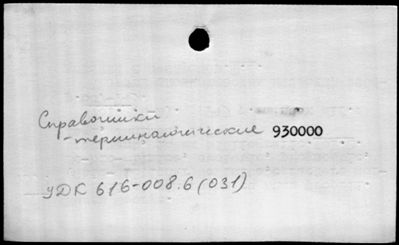 Справочники
-терминологические 930000
УДК 616-008.6(031)